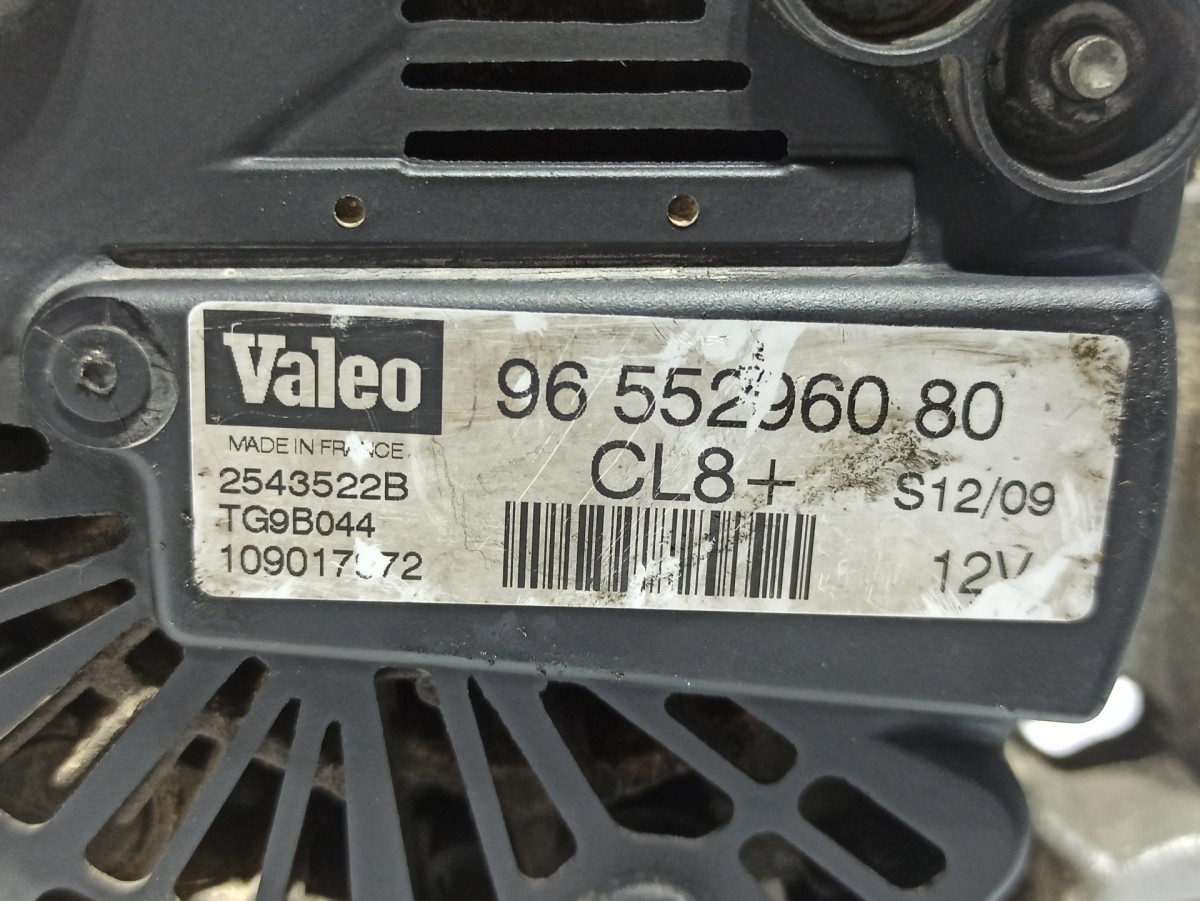 Valeo
MADE IN FRANCE
2543522B
TG9B044
96 552960 80
CL8+
S12/09
12V